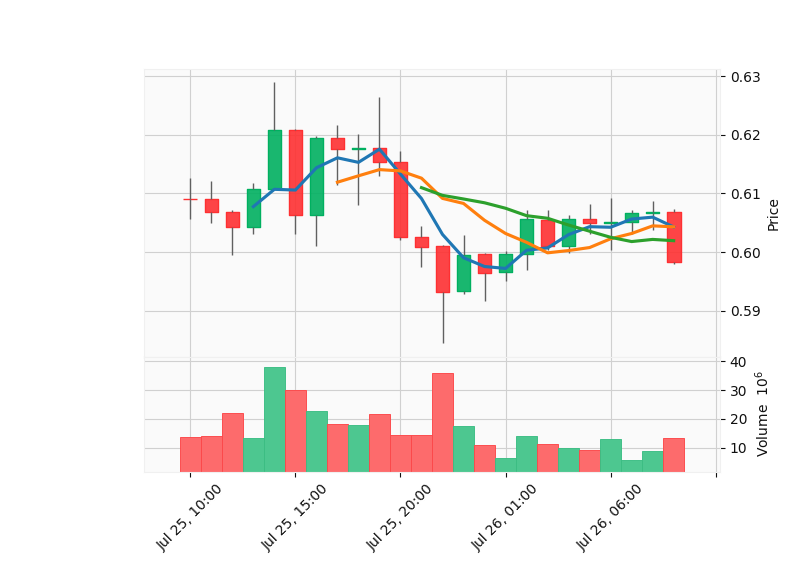 0.63
0.62
0.61
0.60
0.59
Price
40
30
20
10
Volume 10^6
Jul 25, 10:00
Jul 25, 15:00
Jul 25, 20:00
Jul 26, 01:00
Jul 26, 06:00